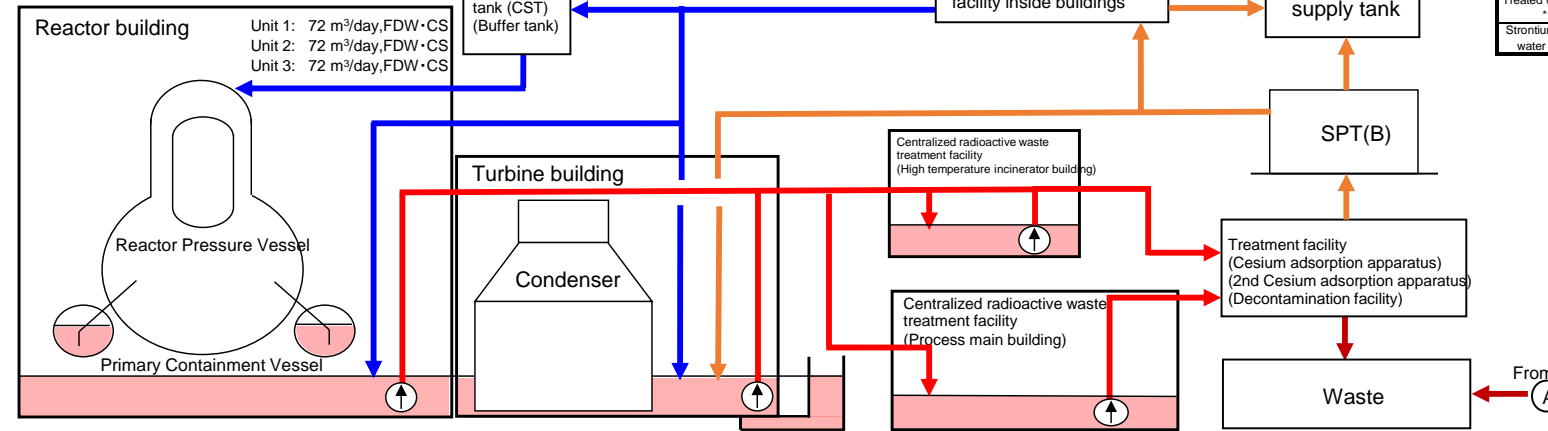 Reactor building
Unit 1: 72 m³/day,FDW・CS
Unit 2: 72 m³/day,FDW・CS
Unit 3: 72 m³/day,FDW・CS
tank (CST)
(Buffer tank)
facility inside buildings
supply tank
Strontium
water
SPT(B)
Centralized radioactive waste
treatment facility
(High temperature incinerator building)
Turbine building
Reactor Pressure Vessel
Condenser
Treatment facility
(Cesium adsorption apparatus)
(2nd Cesium adsorption apparatus)
(Decontamination facility)
Centralized radioactive waste
treatment facility
(Process main building)
Primary Containment Vessel
Waste
From
A